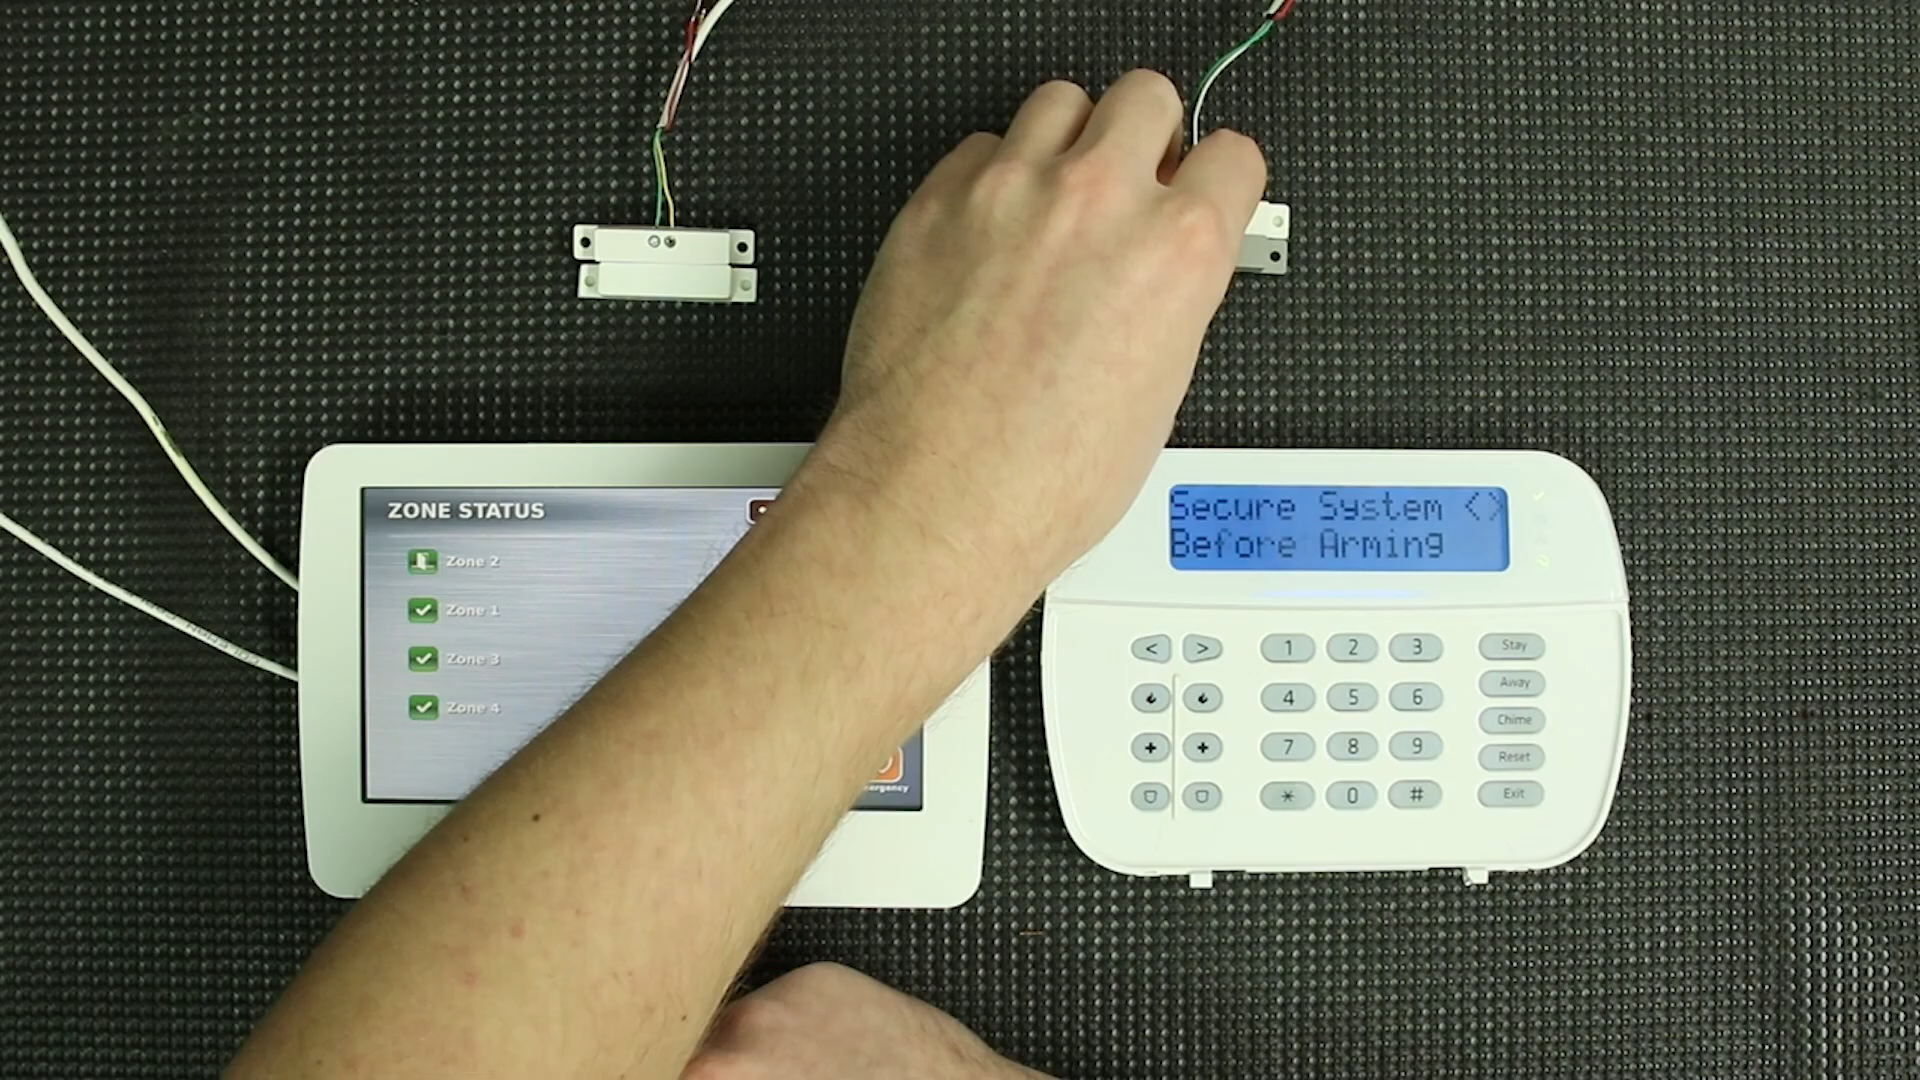 ZONE STATUS
Zone 2
Zone 1
Zone 3
Zone 4
ergency
Secure System <>
Before Arming
< > 1 2 3 Stay
4 5 6 Away
Chime
+ + 7 8 9 Reset
* 0 # Exit